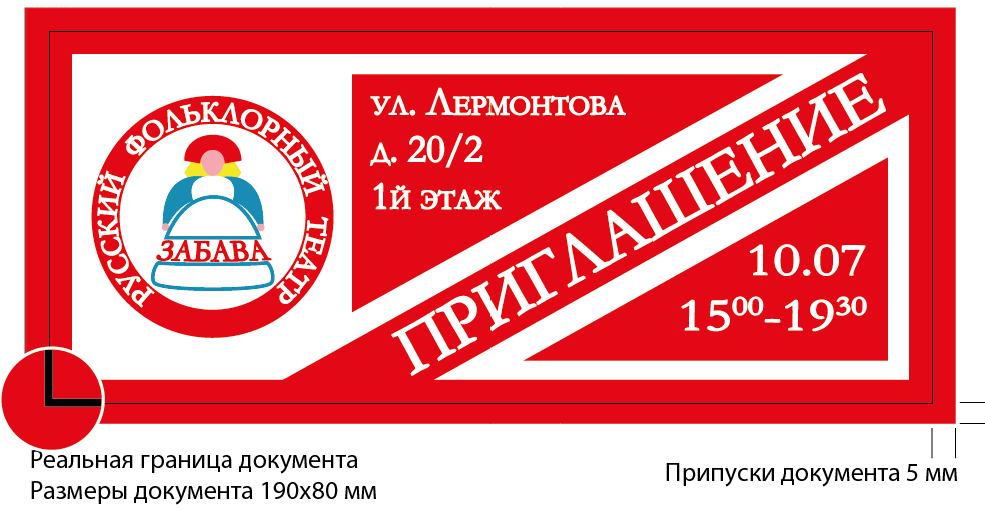 РУССКИЙ ФОЛЬКЛОРНЫЙ ТЕАТР
ЗАБАВА
ул. Лермонтова
д. 20/2
1й этаж
ПРИГЛАШЕНИЕ
10.07
15⁰⁰-19³⁰
Реальная граница документа
Размеры документа 190х80 мм
Припуски документа 5 мм